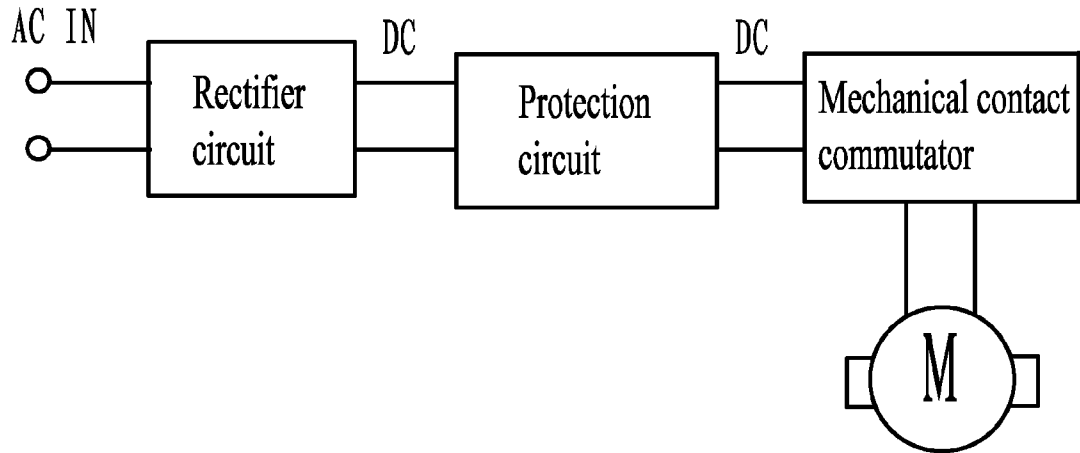 AC IN
Rectifier
circuit
DC
Protection
circuit
DC
Mechanical contact
commutator
M